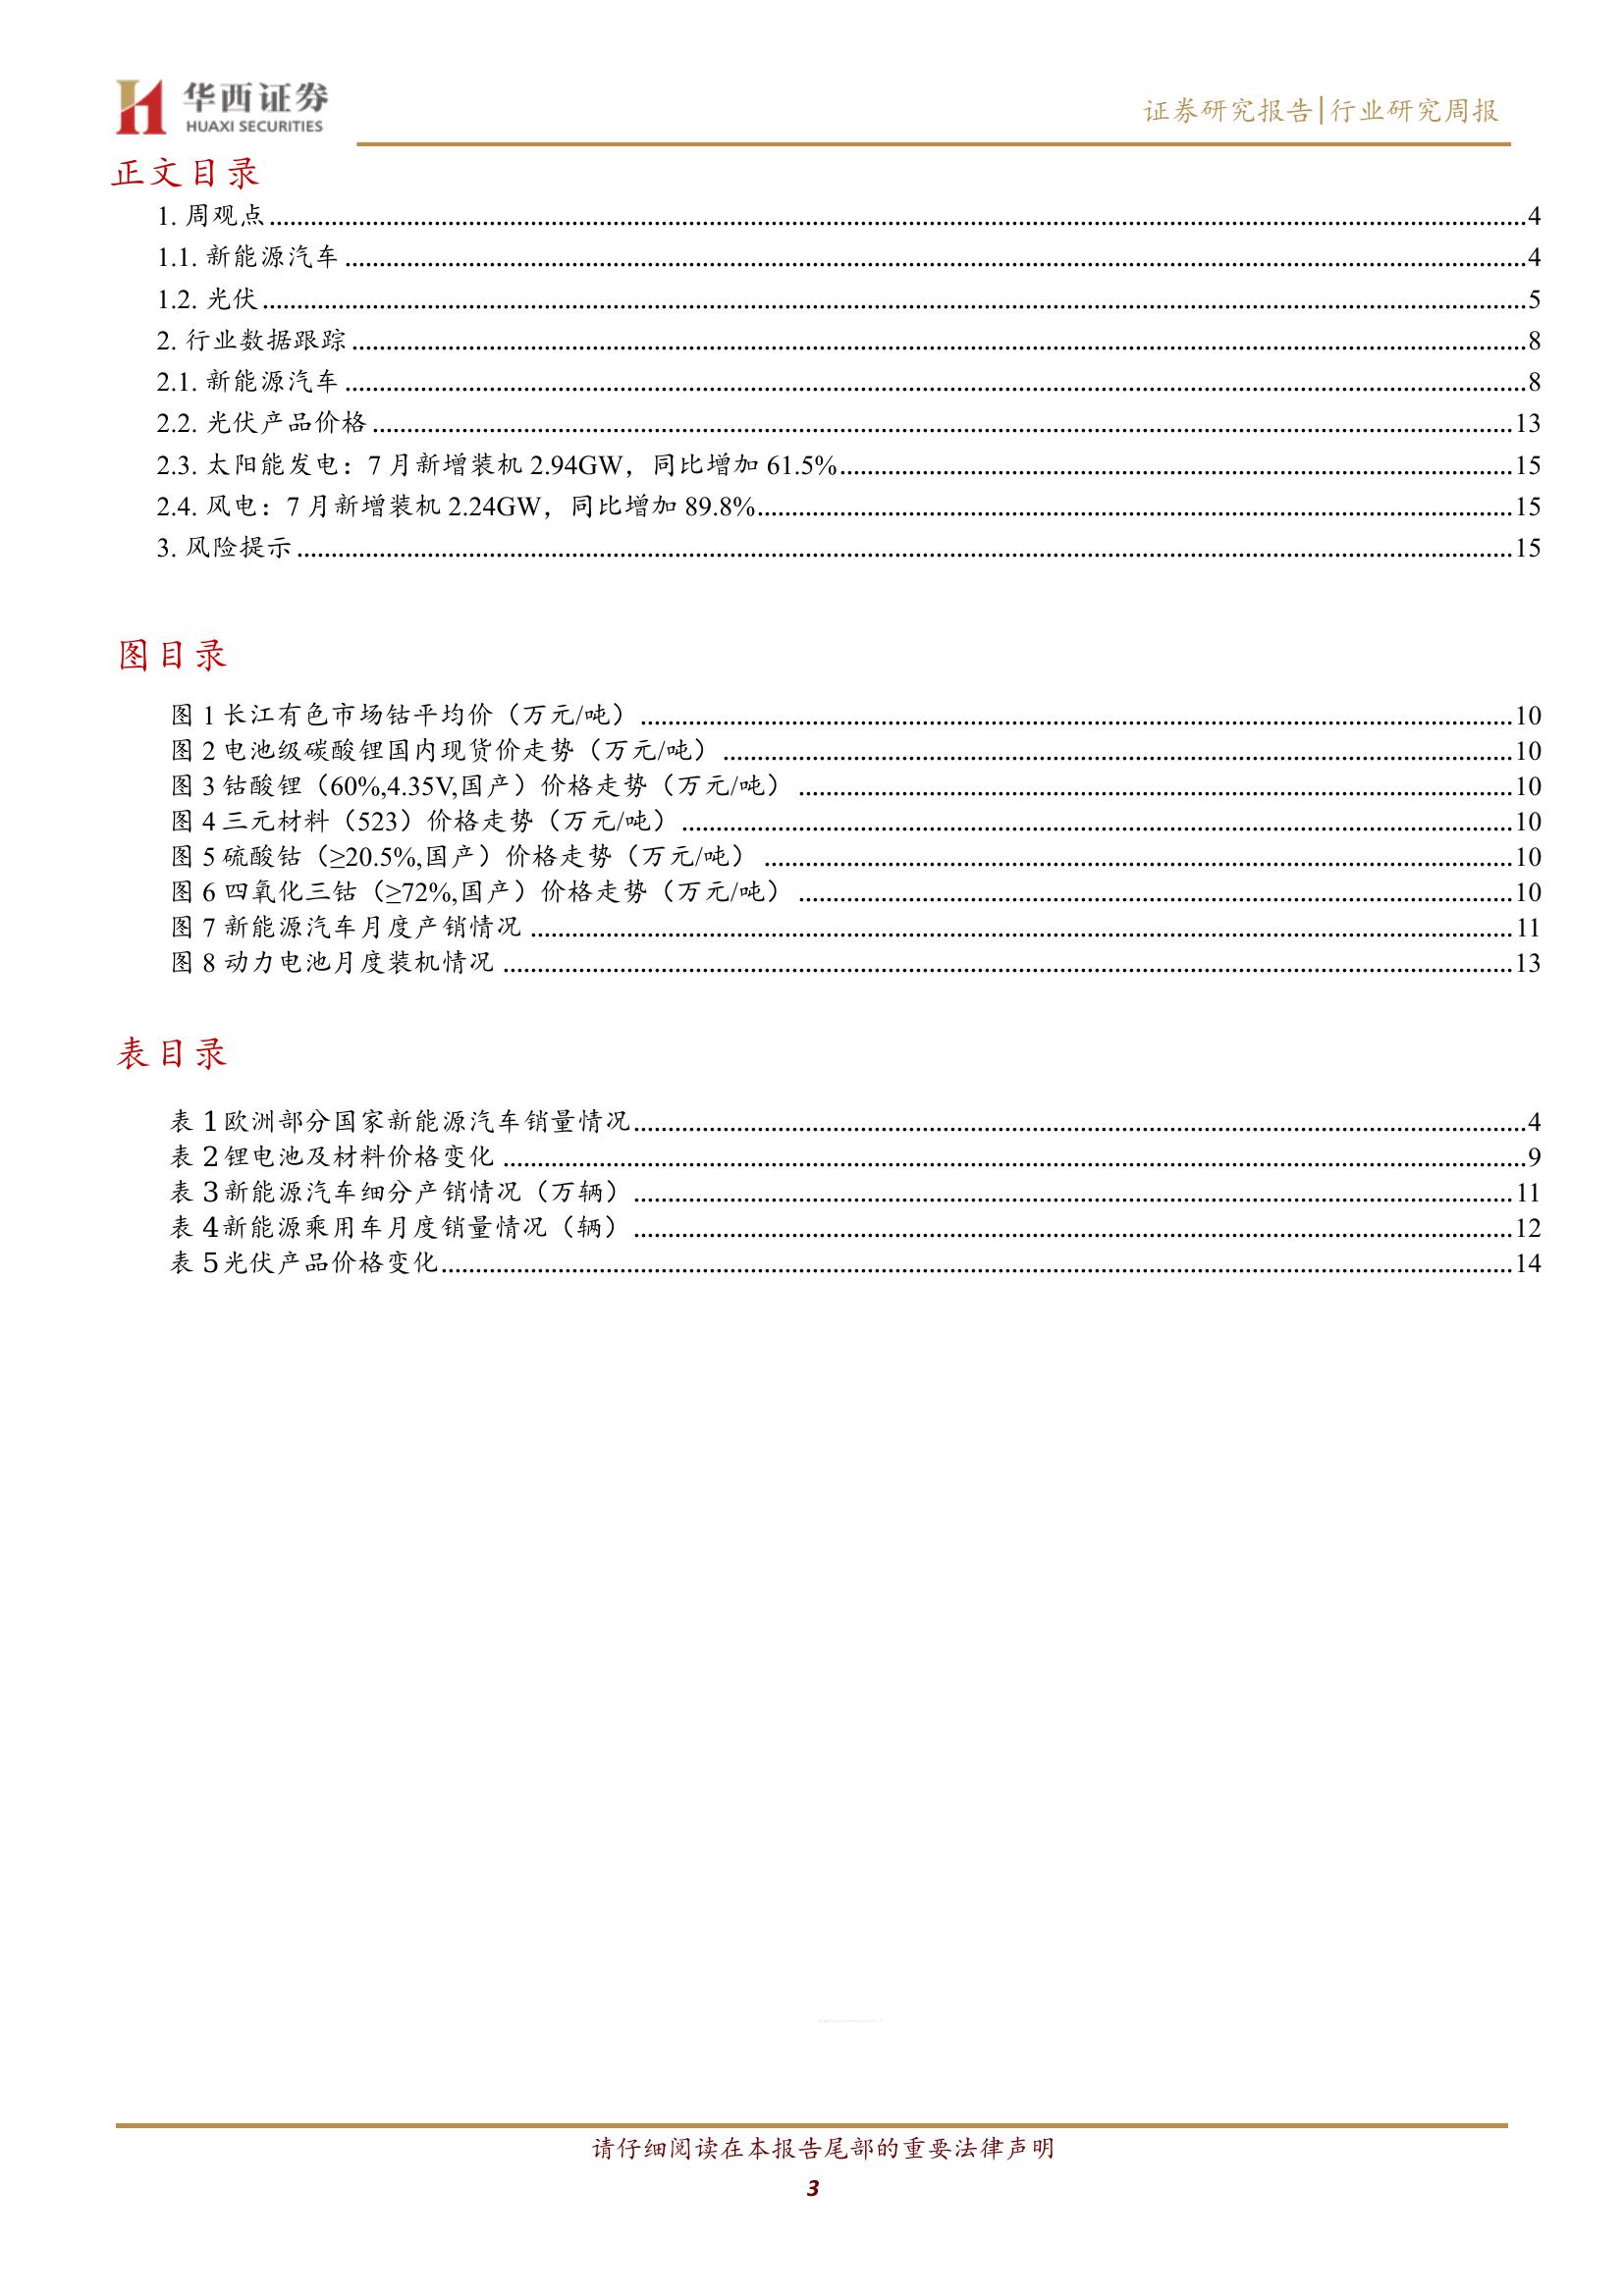 华西证券
HUAXI SECURITIES
证券研究报告|行业研究周报
正文目录
1. 周观点 4
1.1. 新能源汽车 4
1.2. 光伏 5
2. 行业数据跟踪 8
2.1. 新能源汽车 8
2.2. 光伏产品价格 13
2.3. 太阳能发电：7 月新增装机 2.94GW，同比增加 61.5% 15
2.4. 风电：7 月新增装机 2.24GW，同比增加 89.8% 15
3. 风险提示 15
图目录
图 1 长江有色市场钴平均价（万元/吨） 10
图 2 电池级碳酸锂国内现货价走势（万元/吨） 10
图 3 钴酸锂（60%,4.35V,国产）价格走势（万元/吨） 10
图 4 三元材料（523）价格走势（万元/吨） 10
图 5 硫酸钴（≥20.5%,国产）价格走势（万元/吨） 10
图 6 四氧化三钴（≥72%,国产）价格走势（万元/吨） 10
图 7 新能源汽车月度产销情况 11
图 8 动力电池月度装机情况 13
表目录
表 1 欧洲部分国家新能源汽车销量情况 4
表 2 锂电池及材料价格变化 9
表 3 新能源汽车细分产销情况（万辆） 11
表 4 新能源乘用车月度销量情况（辆） 12
表 5 光伏产品价格变化 14
请仔细阅读在本报告尾部的重要法律声明
3